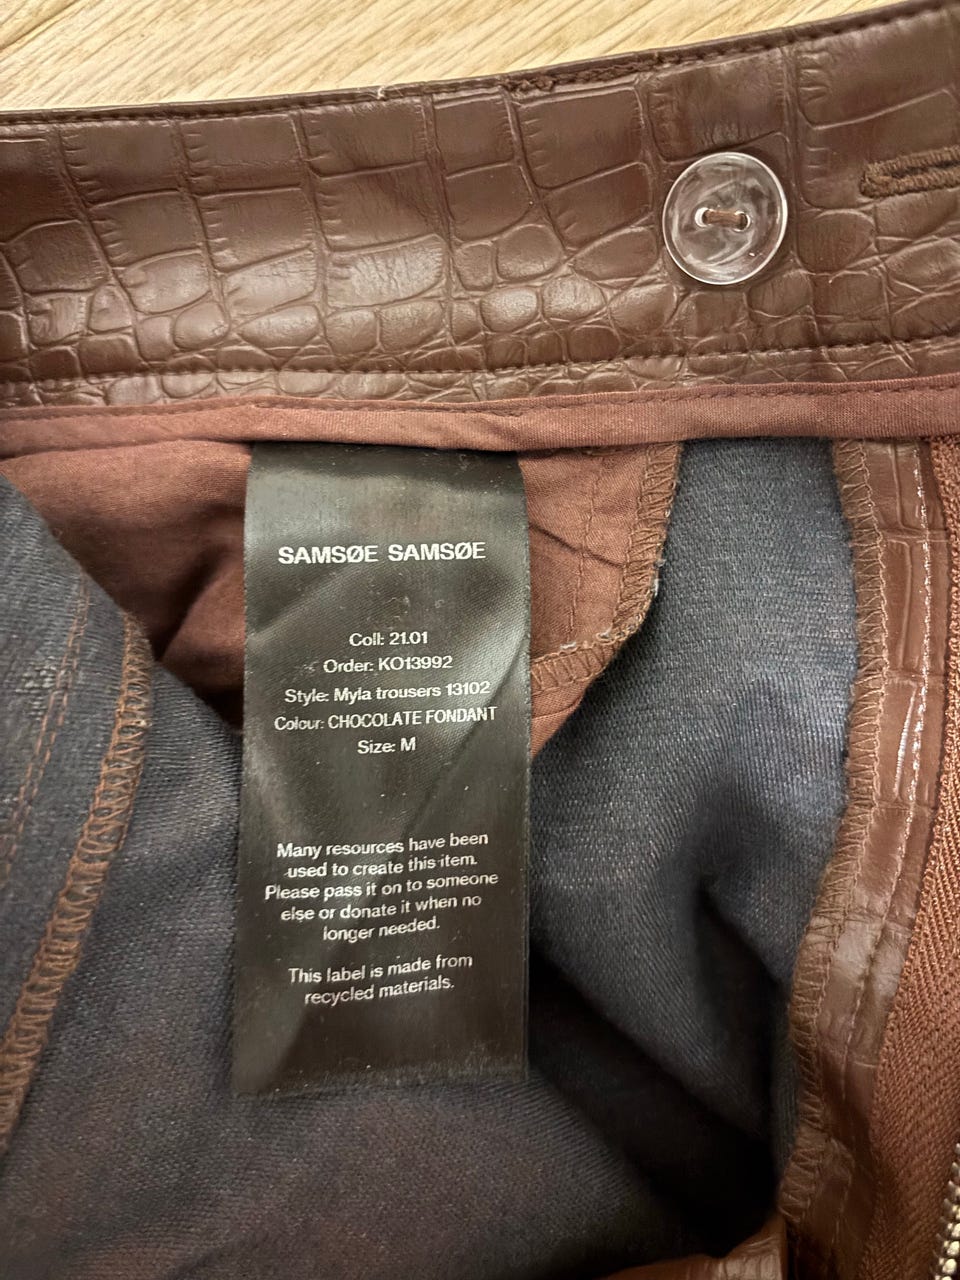 SAMSØE SAMSØE
Coll: 21.01
Order: KO13992
Style: Myla trousers 13102
Colour: CHOCOLATE FONDANT
Size: M
Many resources have been
used to create this item.
Please pass it on to someone
else or donate it when no
longer needed.
This label is made from
recycled materials.